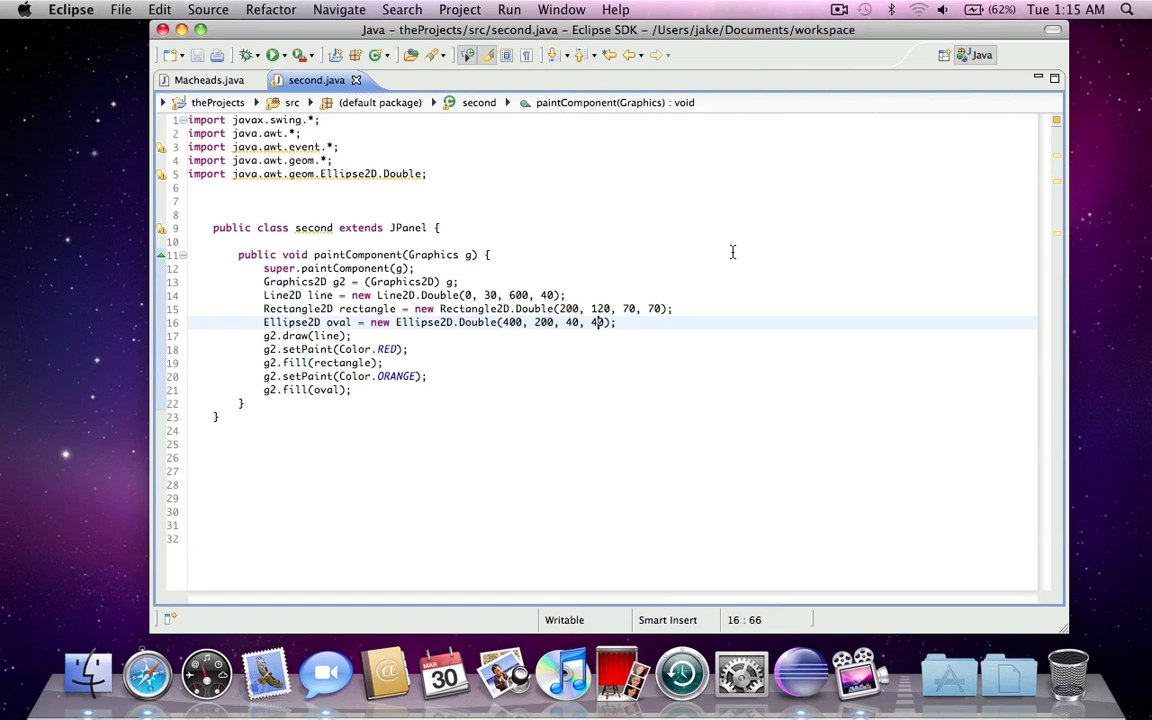 Eclipse File Edit Source Refactor Navigate Search Project Run Window Help (62%) Tue 1:15 AM
Java – theProjects/src/second.java – Eclipse SDK – /Users/jake/Documents/workspace
Java
Macheads.java second.java
theProjects src (default package) second paintComponent(Graphics) : void
1 import javax.swing.*;
2 import java.awt.*;
3 import java.awt.event.*;
4 import java.awt.geom.*;
5 import java.awt.geom.Ellipse2D.Double;
6
7
8
9 public class second extends JPanel {
10
11 public void paintComponent(Graphics g) {
12 super.paintComponent(g);
13 Graphics2D g2 = (Graphics2D) g;
14 Line2D line = new Line2D.Double(0, 30, 600, 40);
15 Rectangle2D rectangle = new Rectangle2D.Double(200, 120, 70, 70);
16 Ellipse2D oval = new Ellipse2D.Double(400, 200, 40, 40);
17 g2.draw(line);
18 g2.setPaint(Color.RED);
19 g2.fill(rectangle);
20 g2.setPaint(Color.ORANGE);
21 g2.fill(oval);
22 }
23 }
24
25
26
27
28
29
30
31
32
Writable Smart Insert 16 : 66
MAR
30